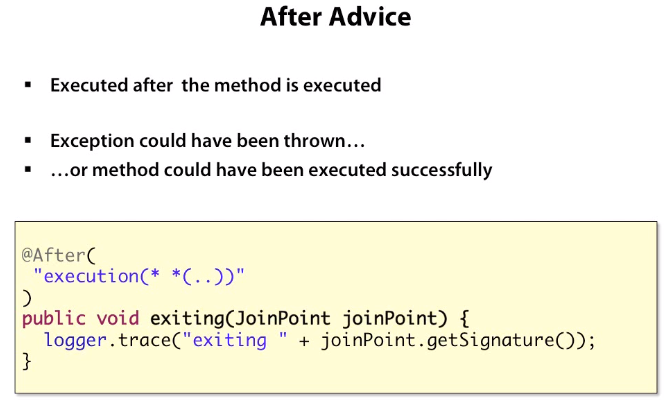 After Advice
▪ Executed after the method is executed
▪ Exception could have been thrown…
▪ …or method could have been executed successfully
@After(
"execution(* *(..))"
)
public void exiting(JoinPoint joinPoint) {
logger.trace("exiting " + joinPoint.getSignature());
}